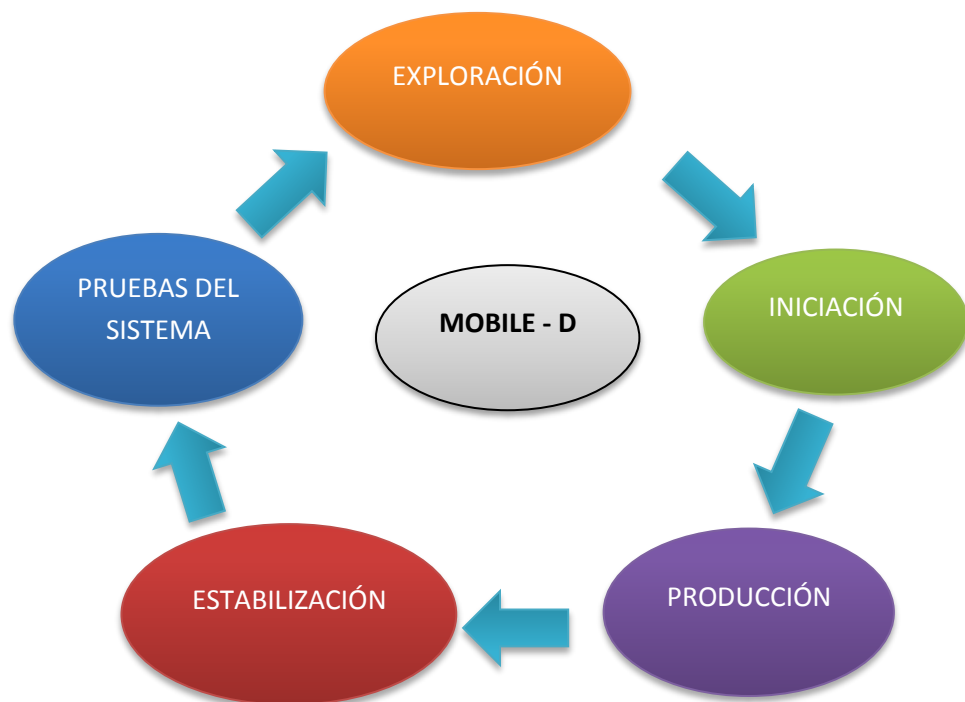 EXPLORACIÓN
INICIACIÓN
PRODUCCIÓN
ESTABILIZACIÓN
PRUEBAS DEL
SISTEMA
MOBILE - D